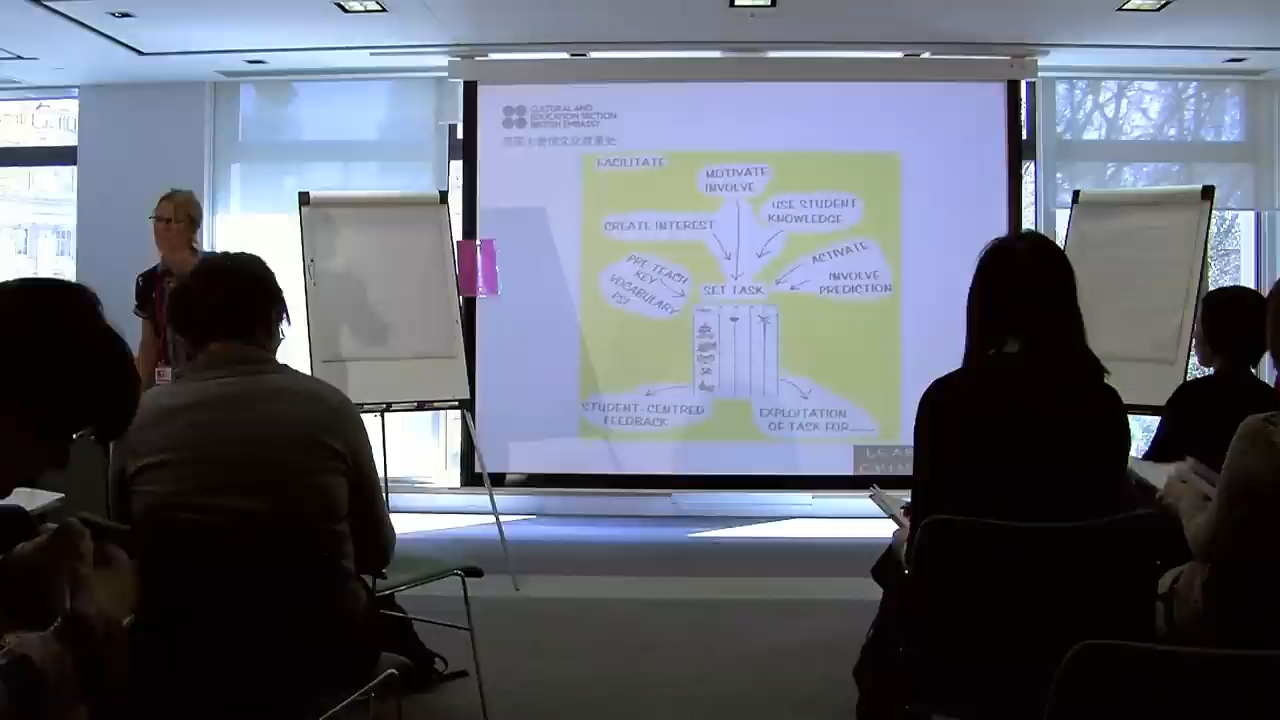 CULTURAL AND
EDUCATION SECTION
BRITISH EMBASSY
FACILITATE
MOTIVATE
INVOLVE
USE STUDENT
KNOWLEDGE
CREATE INTEREST
ACTIVATE
INVOLVE
PREDICTION
PRE-TEACH
KEY
VOCABULARY
SET TASK
STUDENT-CENTRED
FEEDBACK
EXPLOITATION
OF TASK FOR